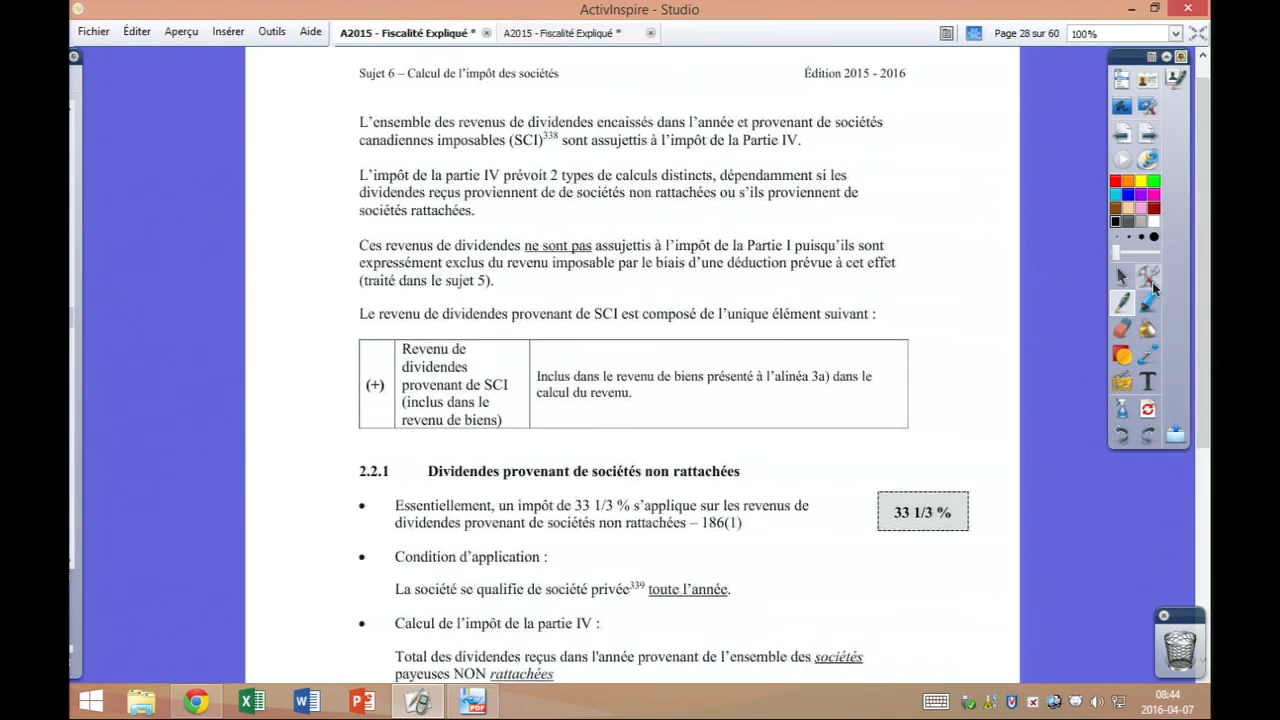 ActivInspire - Studio
Fichier Éditer Aperçu Insérer Outils Aide
A2015 - Fiscalité Expliqué * A2015 - Fiscalité Expliqué *
Page 28 sur 60 100%
Sujet 6 – Calcul de l'impôt des sociétés Édition 2015 - 2016
L'ensemble des revenus de dividendes encaissés dans l'année et provenant de sociétés
canadiennes imposables (SCI)338 sont assujettis à l'impôt de la Partie IV.
L'impôt de la partie IV prévoit 2 types de calculs distincts, dépendamment si les
dividendes reçus proviennent de de sociétés non rattachées ou s'ils proviennent de
sociétés rattachées.
Ces revenus de dividendes ne sont pas assujettis à l'impôt de la Partie I puisqu'ils sont
expressément exclus du revenu imposable par le biais d'une déduction prévue à cet effet
(traité dans le sujet 5).
Le revenu de dividendes provenant de SCI est composé de l'unique élément suivant :
(+)
Revenu de
dividendes
provenant de SCI
(inclus dans le
revenu de biens)
Inclus dans le revenu de biens présenté à l'alinéa 3a) dans le
calcul du revenu.
2.2.1 Dividendes provenant de sociétés non rattachées
• Essentiellement, un impôt de 33 1/3 % s'applique sur les revenus de
dividendes provenant de sociétés non rattachées – 186(1)
33 1/3 %
• Condition d'application :
La société se qualifie de société privée339 toute l'année.
• Calcul de l'impôt de la partie IV :
Total des dividendes reçus dans l'année provenant de l'ensemble des sociétés
payeuses NON rattachées
08:44
2016-04-07